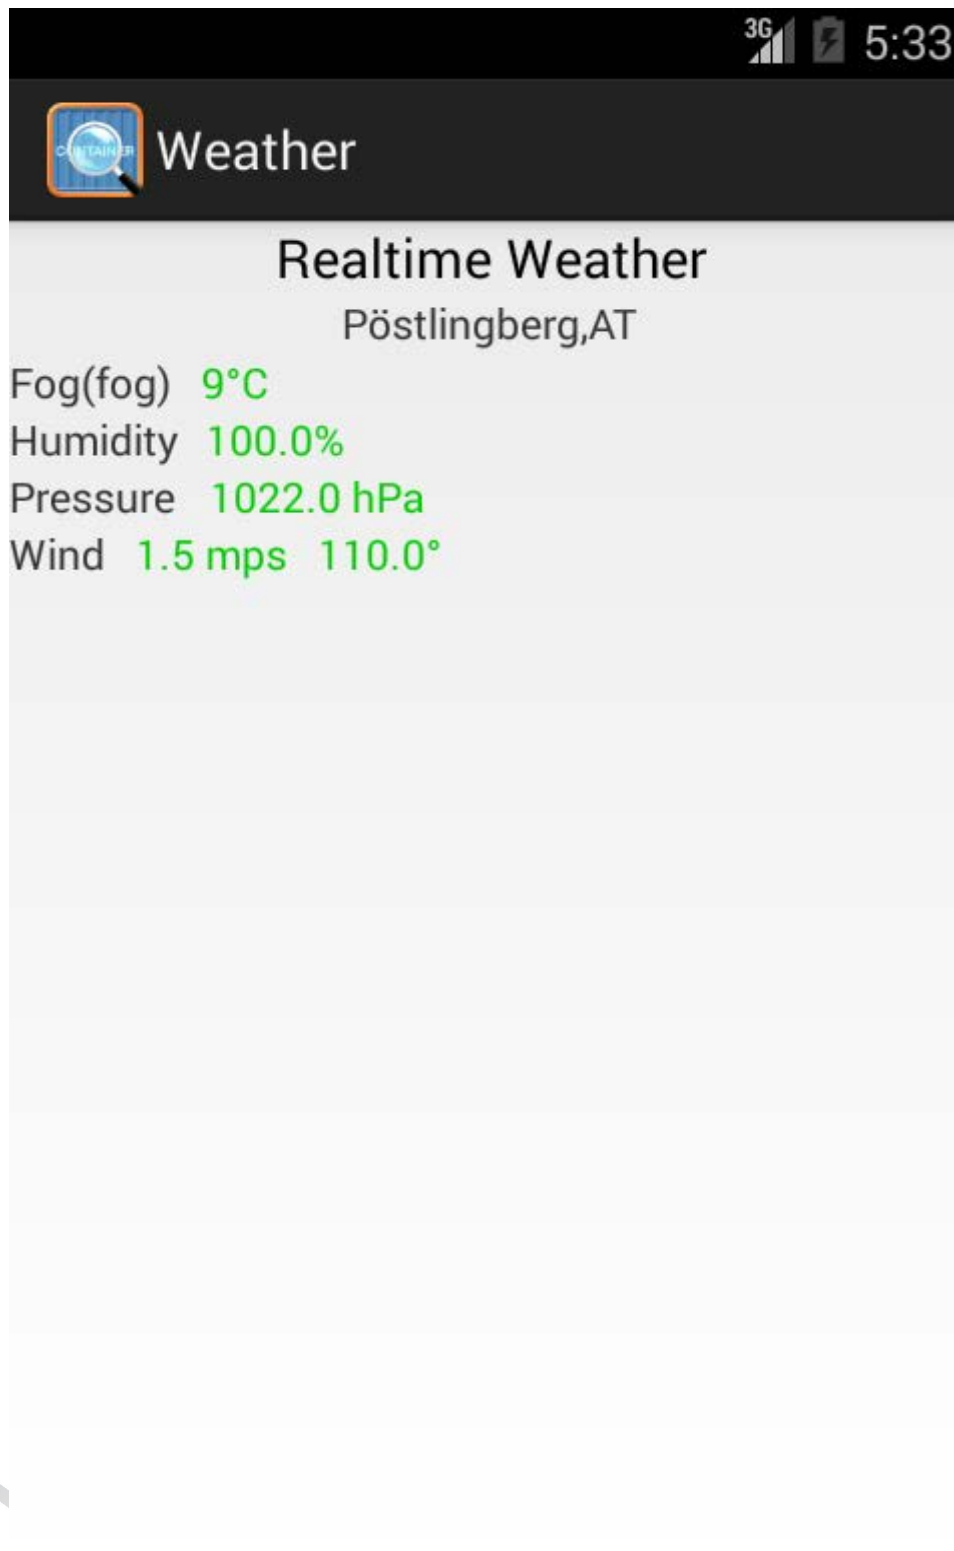 3G 5:33
CONTAINER
Weather
Realtime Weather
Pöstlingberg,AT
Fog(fog) 9°C
Humidity 100.0%
Pressure 1022.0 hPa
Wind 1.5 mps 110.0°